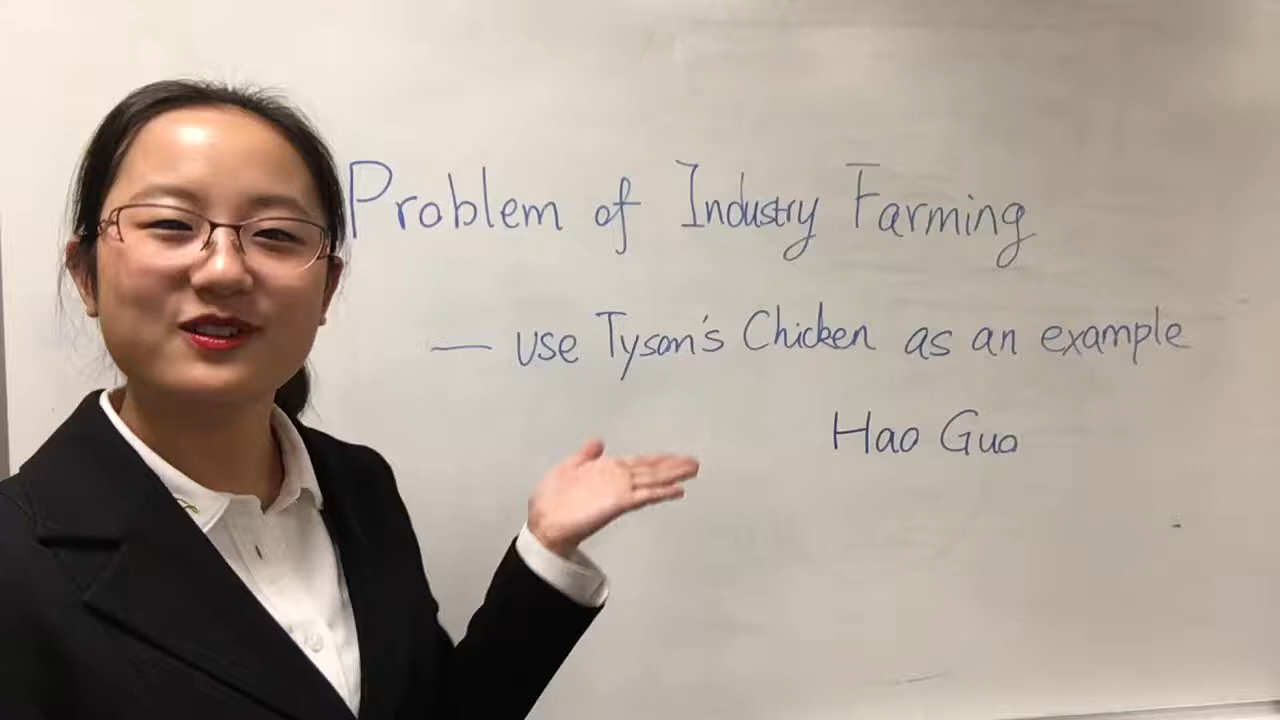 Problem of Industry Farming
— use Tyson's Chicken as an example
Hao Guo